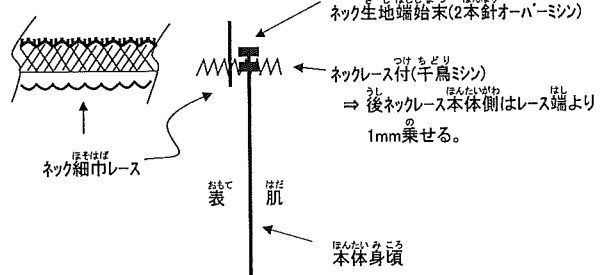 ネック生地端始末(2本針オーバーミシン)
ネックレース付(千鳥ミシン)
⇒ 後ネックレース本体側はレース端より
1mm乗せる。
ネック細巾レース
表 肌
本体身頃